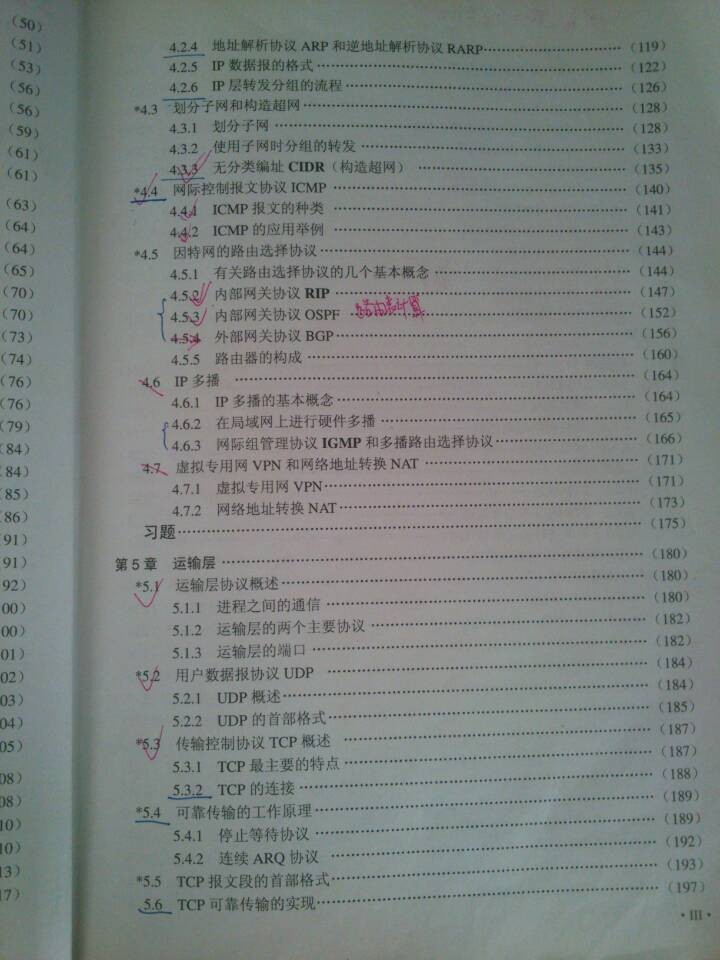 (50)
(51)
(53)
(56)
(56)
(59)
(61)
(61)
(63)
(64)
(64)
(65)
(70)
(70)
(73)
(74)
(76)
(76)
(79)
(84)
(84)
85)
86)
91)
91)
92)
00)
00)
01)
02)
03)
04)
05)
08)
08)
10)
10)
13)
17)
4.2.4 地址解析协议 ARP 和逆地址解析协议 RARP (119)
4.2.5 IP 数据报的格式 (122)
4.2.6 IP 层转发分组的流程 (126)
*4.3 划分子网和构造超网 (128)
4.3.1 划分子网 (128)
4.3.2 使用子网时分组的转发 (133)
4.3.3 无分类编址 CIDR（构造超网） (135)
*4.4 网际控制报文协议 ICMP (140)
4.4.1 ICMP 报文的种类 (141)
4.4.2 ICMP 的应用举例 (143)
*4.5 因特网的路由选择协议 (144)
4.5.1 有关路由选择协议的几个基本概念 (144)
4.5.2 内部网关协议 RIP (147)
4.5.3 内部网关协议 OSPF 路由表计算 (152)
4.5.4 外部网关协议 BGP (156)
4.5.5 路由器的构成 (160)
4.6 IP 多播 (164)
4.6.1 IP 多播的基本概念 (164)
4.6.2 在局域网上进行硬件多播 (165)
4.6.3 网际组管理协议 IGMP 和多播路由选择协议 (166)
4.7 虚拟专用网 VPN 和网络地址转换 NAT (171)
4.7.1 虚拟专用网 VPN (171)
4.7.2 网络地址转换 NAT (173)
习题 (175)
第 5 章 运输层 (180)
*5.1 运输层协议概述 (180)
5.1.1 进程之间的通信 (180)
5.1.2 运输层的两个主要协议 (182)
5.1.3 运输层的端口 (182)
*5.2 用户数据报协议 UDP (184)
5.2.1 UDP 概述 (184)
5.2.2 UDP 的首部格式 (185)
*5.3 传输控制协议 TCP 概述 (187)
5.3.1 TCP 最主要的特点 (187)
5.3.2 TCP 的连接 (188)
*5.4 可靠传输的工作原理 (189)
5.4.1 停止等待协议 (189)
5.4.2 连续 ARQ 协议 (192)
*5.5 TCP 报文段的首部格式 (193)
5.6 TCP 可靠传输的实现 (197)
· III ·